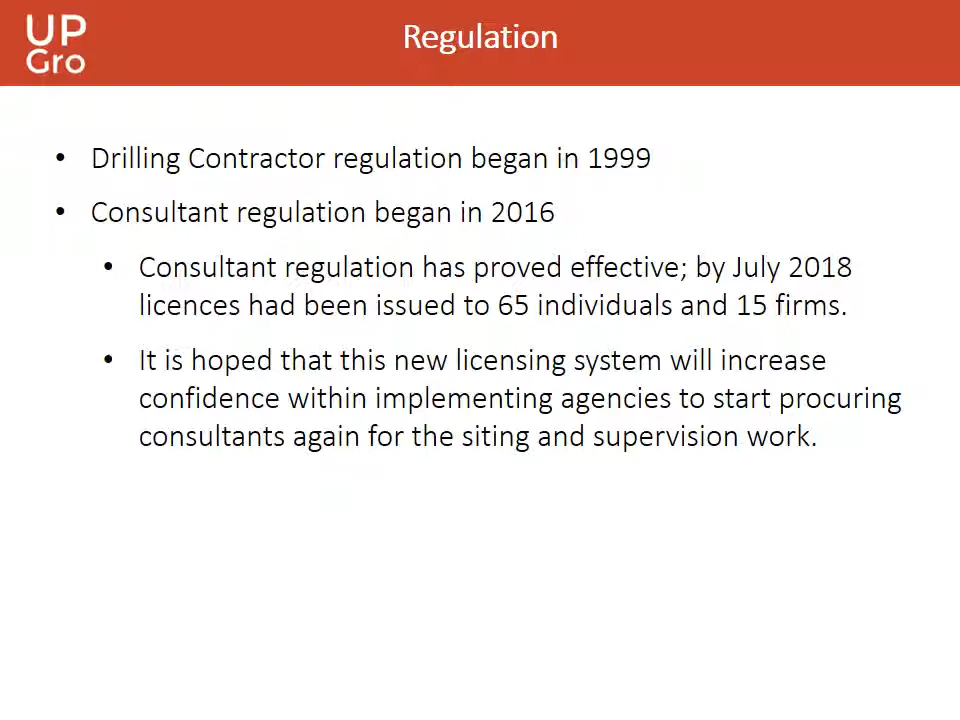 UP
Gro
Regulation
• Drilling Contractor regulation began in 1999
• Consultant regulation began in 2016
• Consultant regulation has proved effective; by July 2018
licences had been issued to 65 individuals and 15 firms.
• It is hoped that this new licensing system will increase
confidence within implementing agencies to start procuring
consultants again for the siting and supervision work.